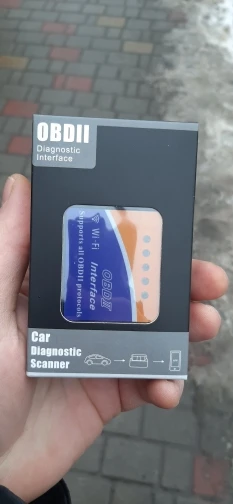 OBDII
Diagnostic
Interface
OBDII
Interface
Wi-Fi
Supports all OBDII protocols
Car
Diagnostic
Scanner